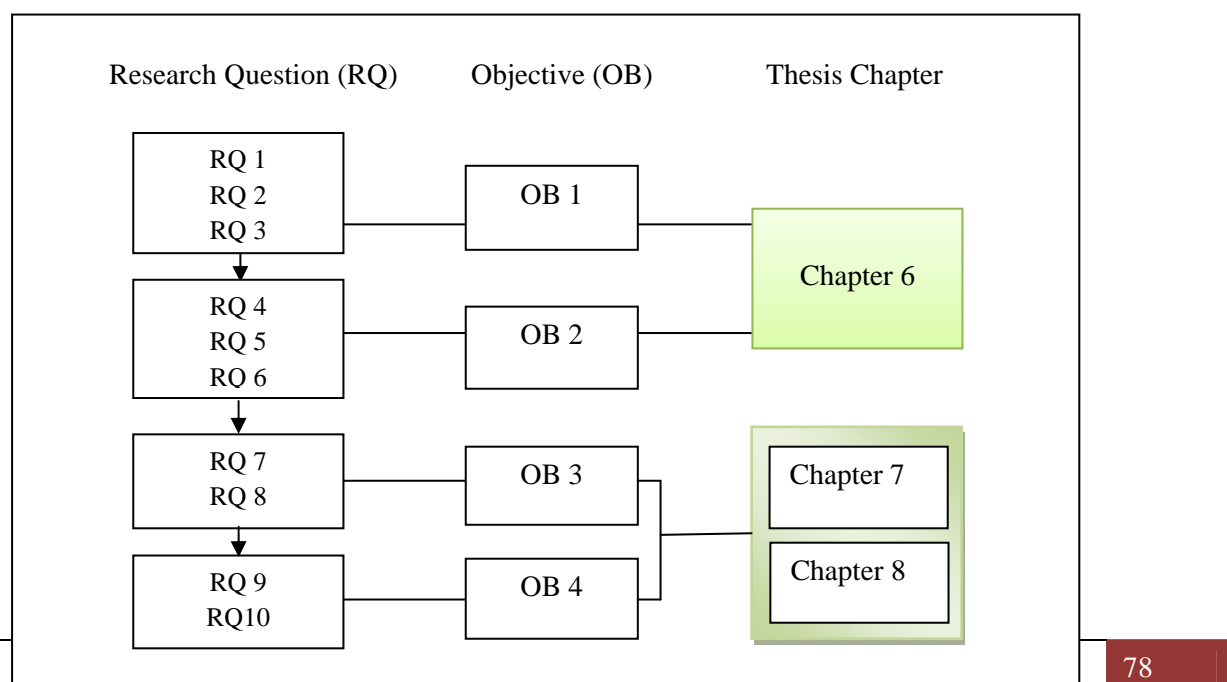 Research Question (RQ) Objective (OB) Thesis Chapter
RQ 1
RQ 2
RQ 3
OB 1
Chapter 6
RQ 4
RQ 5
RQ 6
OB 2
RQ 7
RQ 8
OB 3
Chapter 7
RQ 9
RQ10
OB 4
Chapter 8
78